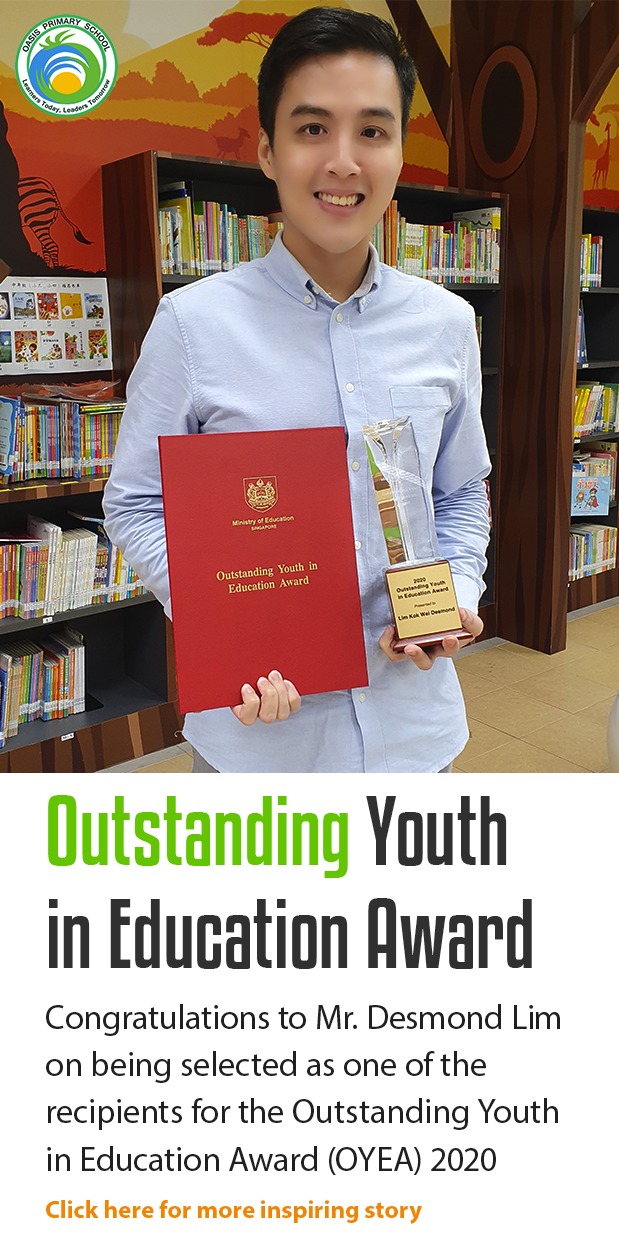 OASIS PRIMARY SCHOOL
Learners Today, Leaders Tomorrow
Ministry of Education
SINGAPORE
Outstanding Youth in
Education Award
2020
Outstanding Youth
in Education Award
Presented to
Lim Kok Wei Desmond
Outstanding Youth
in Education Award
Congratulations to Mr. Desmond Lim
on being selected as one of the
recipients for the Outstanding Youth
in Education Award (OYEA) 2020
Click here for more inspiring story